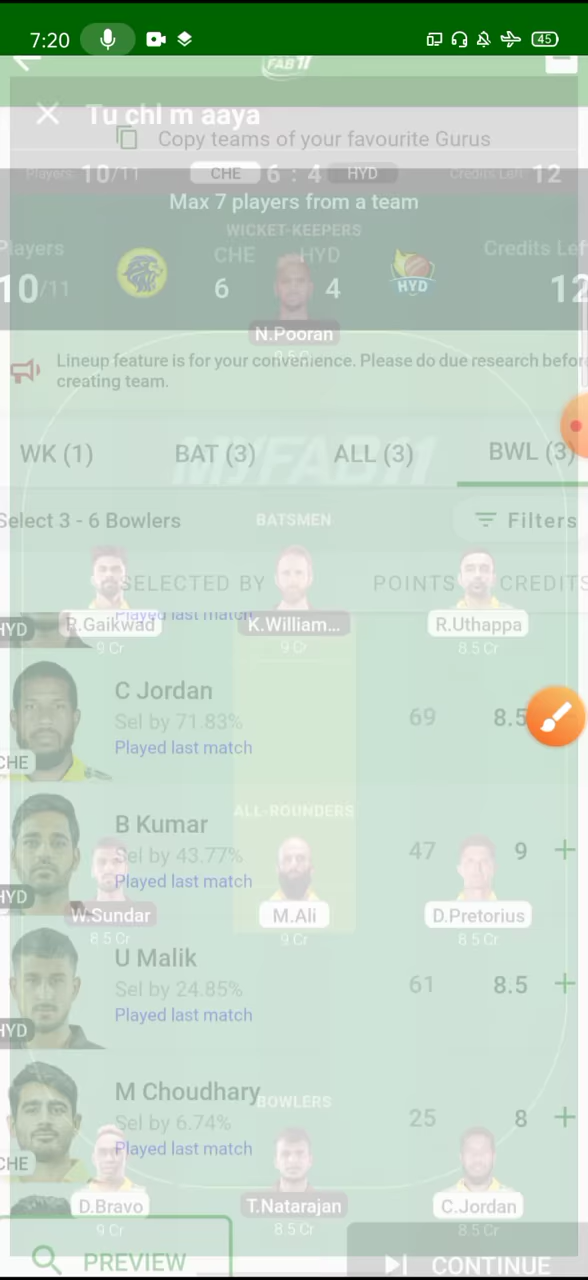 7:20
45
FAB11
Tu chl m aaya
Copy teams of your favourite Gurus
Players: 10/11 CHE 6 : 4 HYD Credits Left: 12
Max 7 players from a team
WICKET-KEEPERS
Players CHE HYD Credits Lef
10/11 6 4 12
HYD
N.Pooran
Lineup feature is for your convenience. Please do due research befor
creating team.
WK (1) BAT (3) ALL (3) BWL (3)
MYFAB11
Select 3 - 6 Bowlers BATSMEN Filters
SELECTED BY POINTS CREDITS
Played last match
HYD R.Gaikwad K.William... R.Uthappa
9 Cr 9 Cr 8.5 Cr
C Jordan
Sel by 71.83% 69 8.5
Played last match
CHE
ALL-ROUNDERS
B Kumar
Sel by 43.77% 47 9 +
Played last match
HYD
W.Sundar M.Ali D.Pretorius
8.5 Cr 9 Cr 8.5 Cr
U Malik
Sel by 24.85% 61 8.5 +
Played last match
HYD
M Choudhary
BOWLERS
Sel by 6.74% 25 8 +
Played last match
CHE
D.Bravo T.Natarajan C.Jordan
9 Cr 8.5 Cr 8.5 Cr
PREVIEW CONTINUE